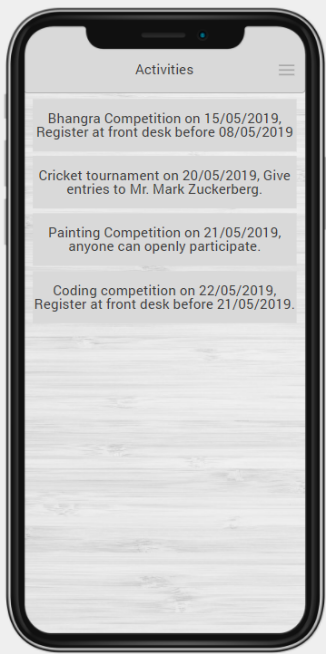 Activities
Bhangra Competition on 15/05/2019,
Register at front desk before 08/05/2019
Cricket tournament on 20/05/2019, Give
entries to Mr. Mark Zuckerberg.
Painting Competition on 21/05/2019,
anyone can openly participate.
Coding competition on 22/05/2019,
Register at front desk before 21/05/2019.